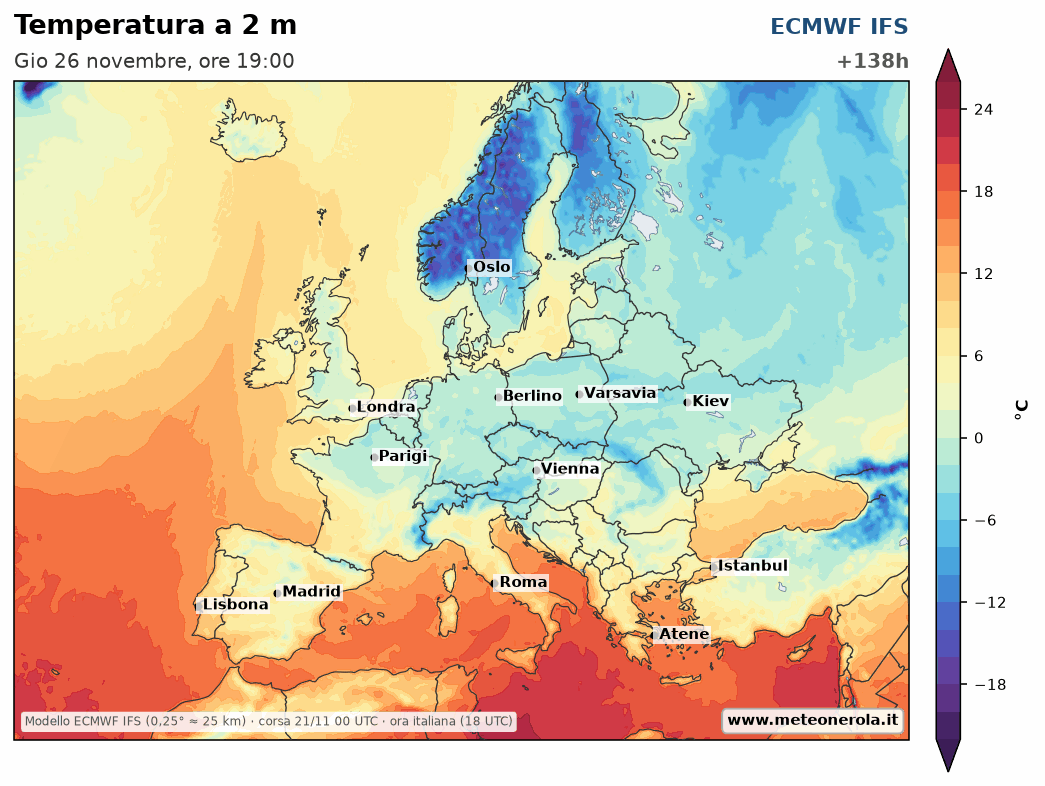 Temperatura a 2 m
ECMWF IFS
Gio 26 novembre, ore 19:00
+138h
24
18
12
6
0
−6
−12
−18
°C
Oslo
Londra
Berlino
Varsavia
Kiev
Parigi
Vienna
Istanbul
Roma
Madrid
Lisbona
Atene
Modello ECMWF IFS (0,25° ≈ 25 km) · corsa 21/11 00 UTC · ora italiana (18 UTC)
www.meteonerola.it